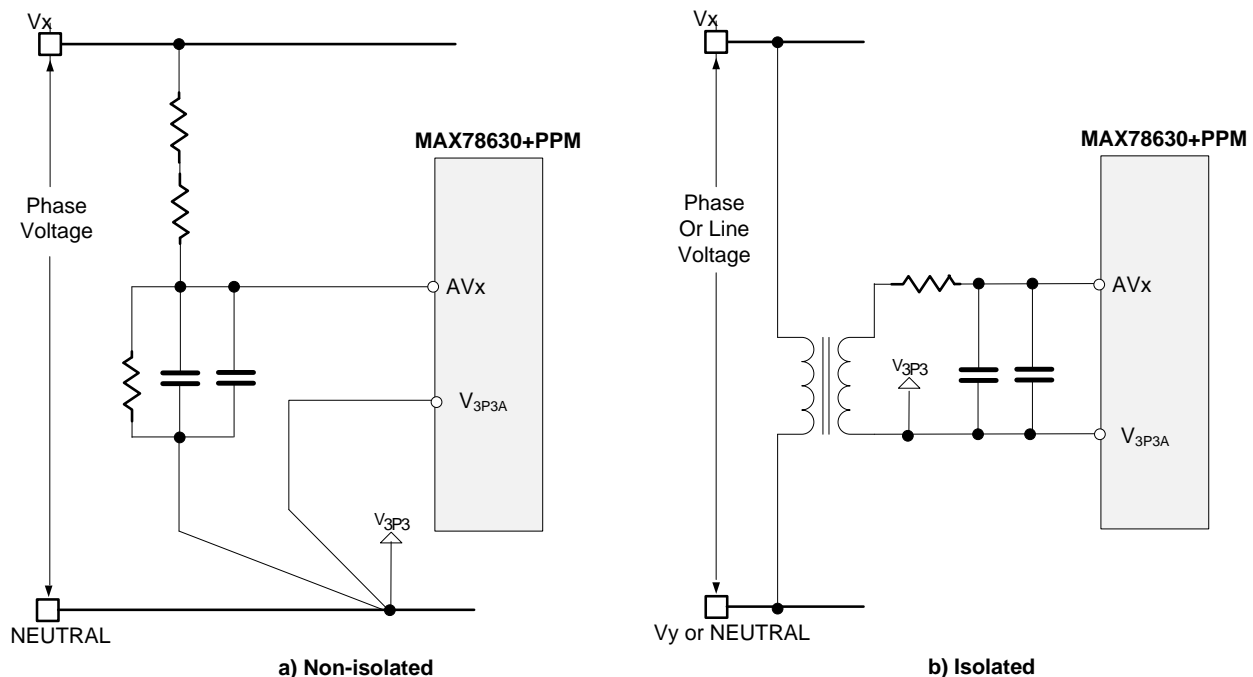 Vx
Phase
Voltage
MAX78630+PPM
AVx
V3P3A
V3P3
NEUTRAL
a) Non-isolated
Vx
Phase
Or Line
Voltage
MAX78630+PPM
AVx
V3P3
V3P3A
Vy or NEUTRAL
b) Isolated